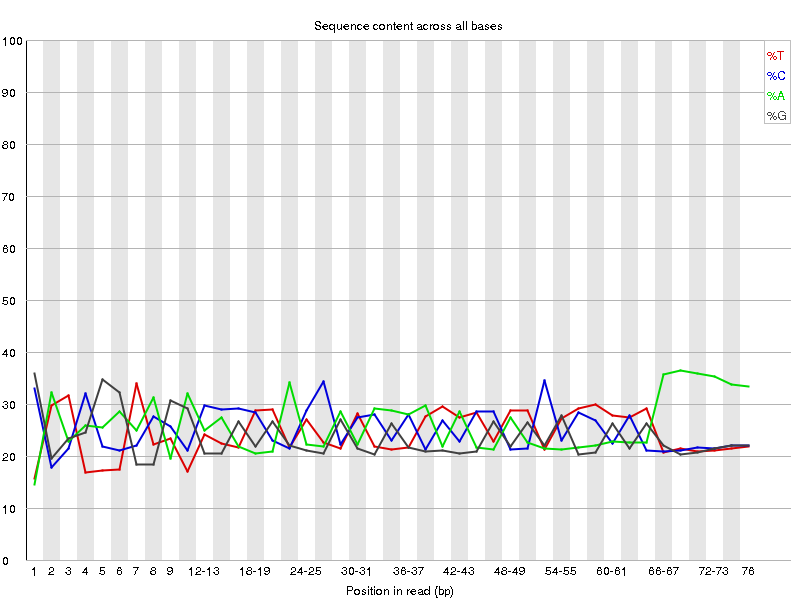 Sequence content across all bases
100
90
80
70
60
50
40
30
20
10
0
%T
%C
%A
%G
1 2 3 4 5 6 7 8 9 12-13 18-19 24-25 30-31 36-37 42-43 48-49 54-55 60-61 66-67 72-73 76
Position in read (bp)